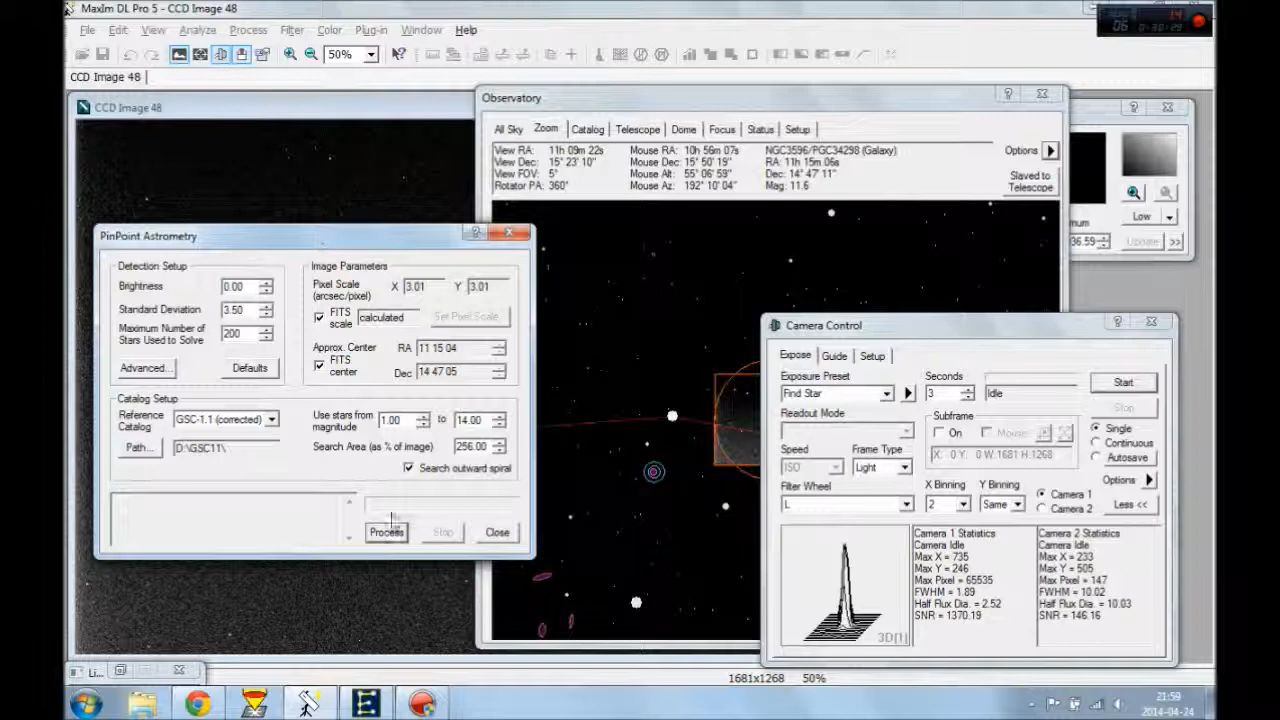 MaxIm DL Pro 5 - CCD Image 48
File Edit View Analyze Process Filter Color Plug-in Window Help
50%
CCD Image 48
CCD Image 48
Observatory
All Sky Zoom Catalog Telescope Dome Focus Status Setup
View RA: 11h 09m 22s Mouse RA: 10h 56m 07s NGC3596/PGC34298 (Galaxy)
View Dec: 15° 23' 10" Mouse Dec: 15° 50' 19" RA: 11h 15m 06s
View FOV: 5° Mouse Alt: 55° 06' 59" Dec: 14° 47' 11"
Rotator PA: 360° Mouse Az: 192° 10' 04" Mag: 11.6
Options
Slaved to
Telescope
Low
36.59 Update >>
PinPoint Astrometry
Detection Setup
Brightness 0.00
Standard Deviation 3.50
Maximum Number of
Stars Used to Solve 200
Advanced... Defaults
Image Parameters
Pixel Scale
(arcsec/pixel) X 3.01 Y 3.01
FITS
scale calculated Set Pixel Scale
Approx. Center RA 11 15 04
FITS
center Dec 14 47 05
Catalog Setup
Reference
Catalog GSC-1.1 (corrected)
Path... D:\GSC11\
Use stars from
magnitude 1.00 to 14.00
Search Area (as % of image) 256.00
Search outward spiral
Process Stop Close
Camera Control
Expose Guide Setup
Exposure Preset Seconds
Find Star 3 Idle Start
Readout Mode Stop
Subframe
On Mouse
X: 0 Y: 0 W:1681 H:1268
Single
Continuous
Autosave
Speed Frame Type
ISO Light
Filter Wheel X Binning Y Binning
L 2 Same
Options
Camera 1
Camera 2
Less <<
3D[1]
Camera 1 Statistics
Camera Idle
Max X = 735
Max Y = 246
Max Pixel = 65535
FWHM = 1.89
Half Flux Dia. = 2.52
SNR = 1370.19
Camera 2 Statistics
Camera Idle
Max X = 233
Max Y = 505
Max Pixel = 147
FWHM = 10.02
Half Flux Dia. = 10.03
SNR = 146.16
Li...
1681x1268 50%
21:59
2014-04-24